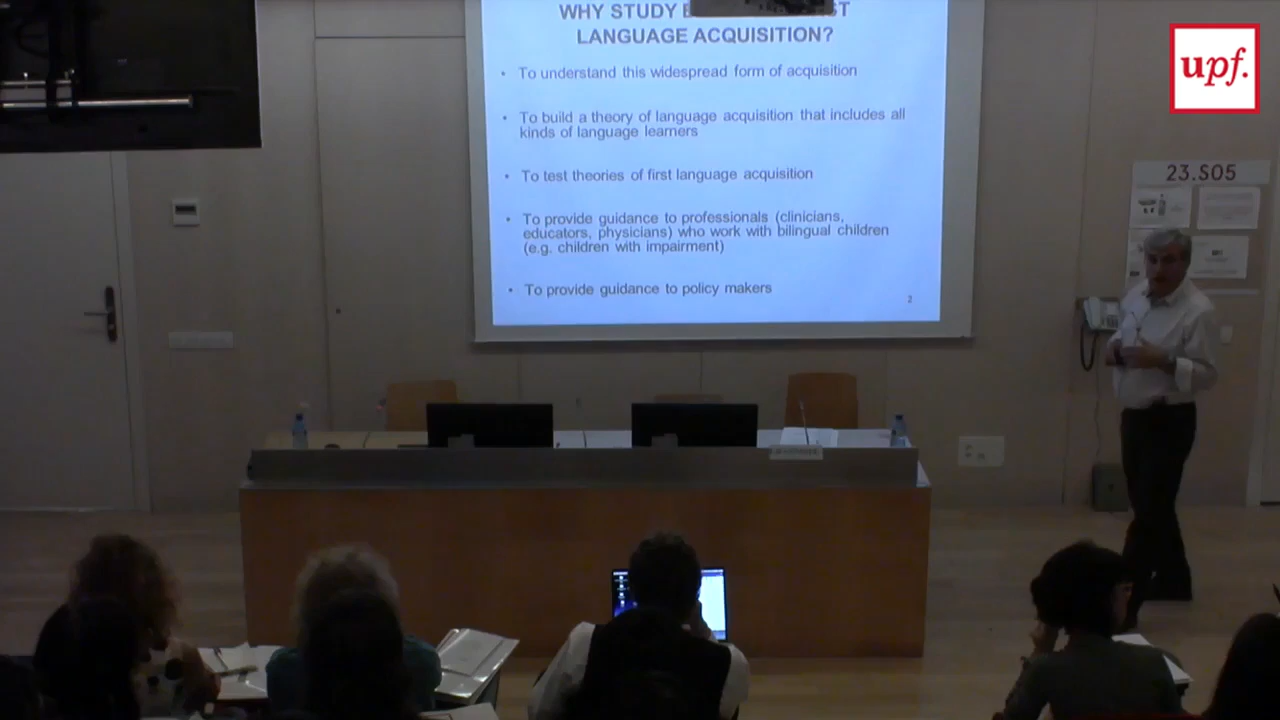 WHY STUDY
LANGUAGE ACQUISITION?
• To understand this widespread form of acquisition
• To build a theory of language acquisition that includes all
kinds of language learners
• To test theories of first language acquisition
• To provide guidance to professionals (clinicians,
educators, physicians) who work with bilingual children
(e.g. children with impairment)
• To provide guidance to policy makers
2
upf.
23.S05